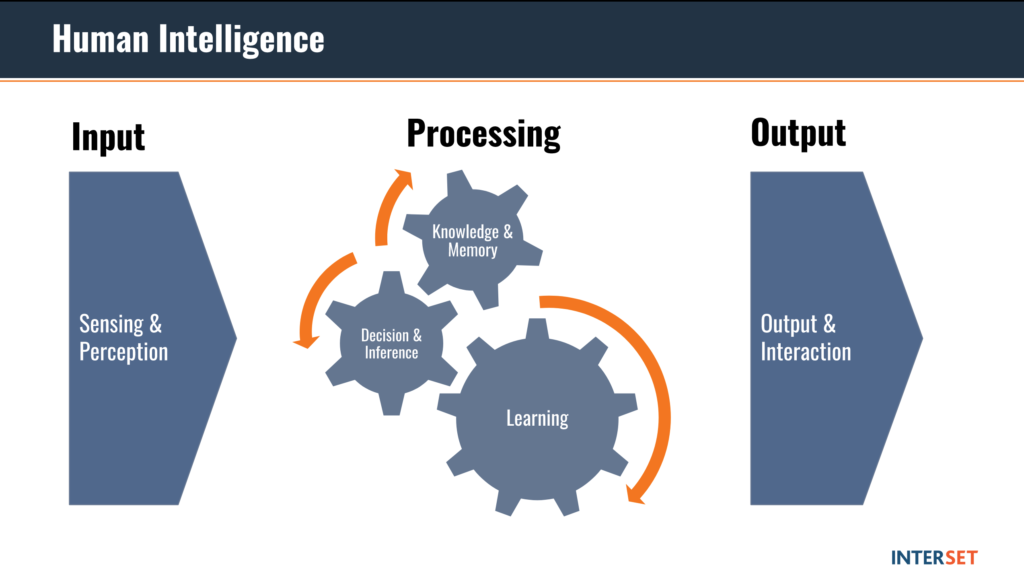 Human Intelligence
Input
Processing
Output
Sensing &
Perception
Knowledge &
Memory
Decision &
Inference
Learning
Output &
Interaction
INTERSET